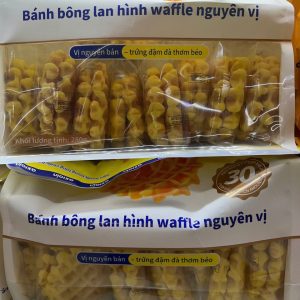 Bánh bông lan hình waffle nguyên vị
Vị nguyên bản - trứng đậm đà thơm béo
Khối lượng tịnh:
30
Bánh bông lan hình waffle nguyên vị
Vị nguyên bản - trứng đậm đà thơm béo